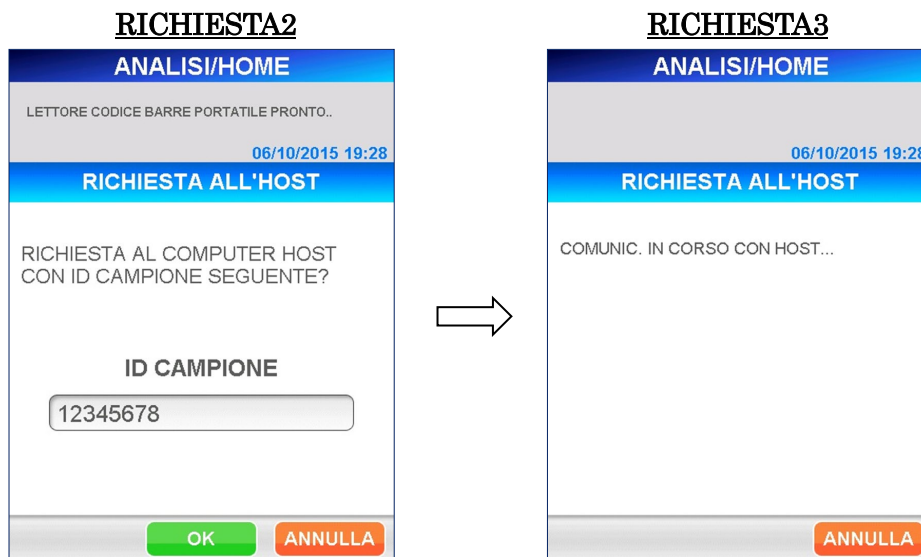 RICHIESTA2
ANALISI/HOME
LETTORE CODICE BARRE PORTATILE PRONTO..
06/10/2015 19:28
RICHIESTA ALL'HOST
RICHIESTA AL COMPUTER HOST
CON ID CAMPIONE SEGUENTE?
ID CAMPIONE
12345678
OK
ANNULLA
RICHIESTA3
ANALISI/HOME
06/10/2015 19:28
RICHIESTA ALL'HOST
COMUNIC. IN CORSO CON HOST...
ANNULLA